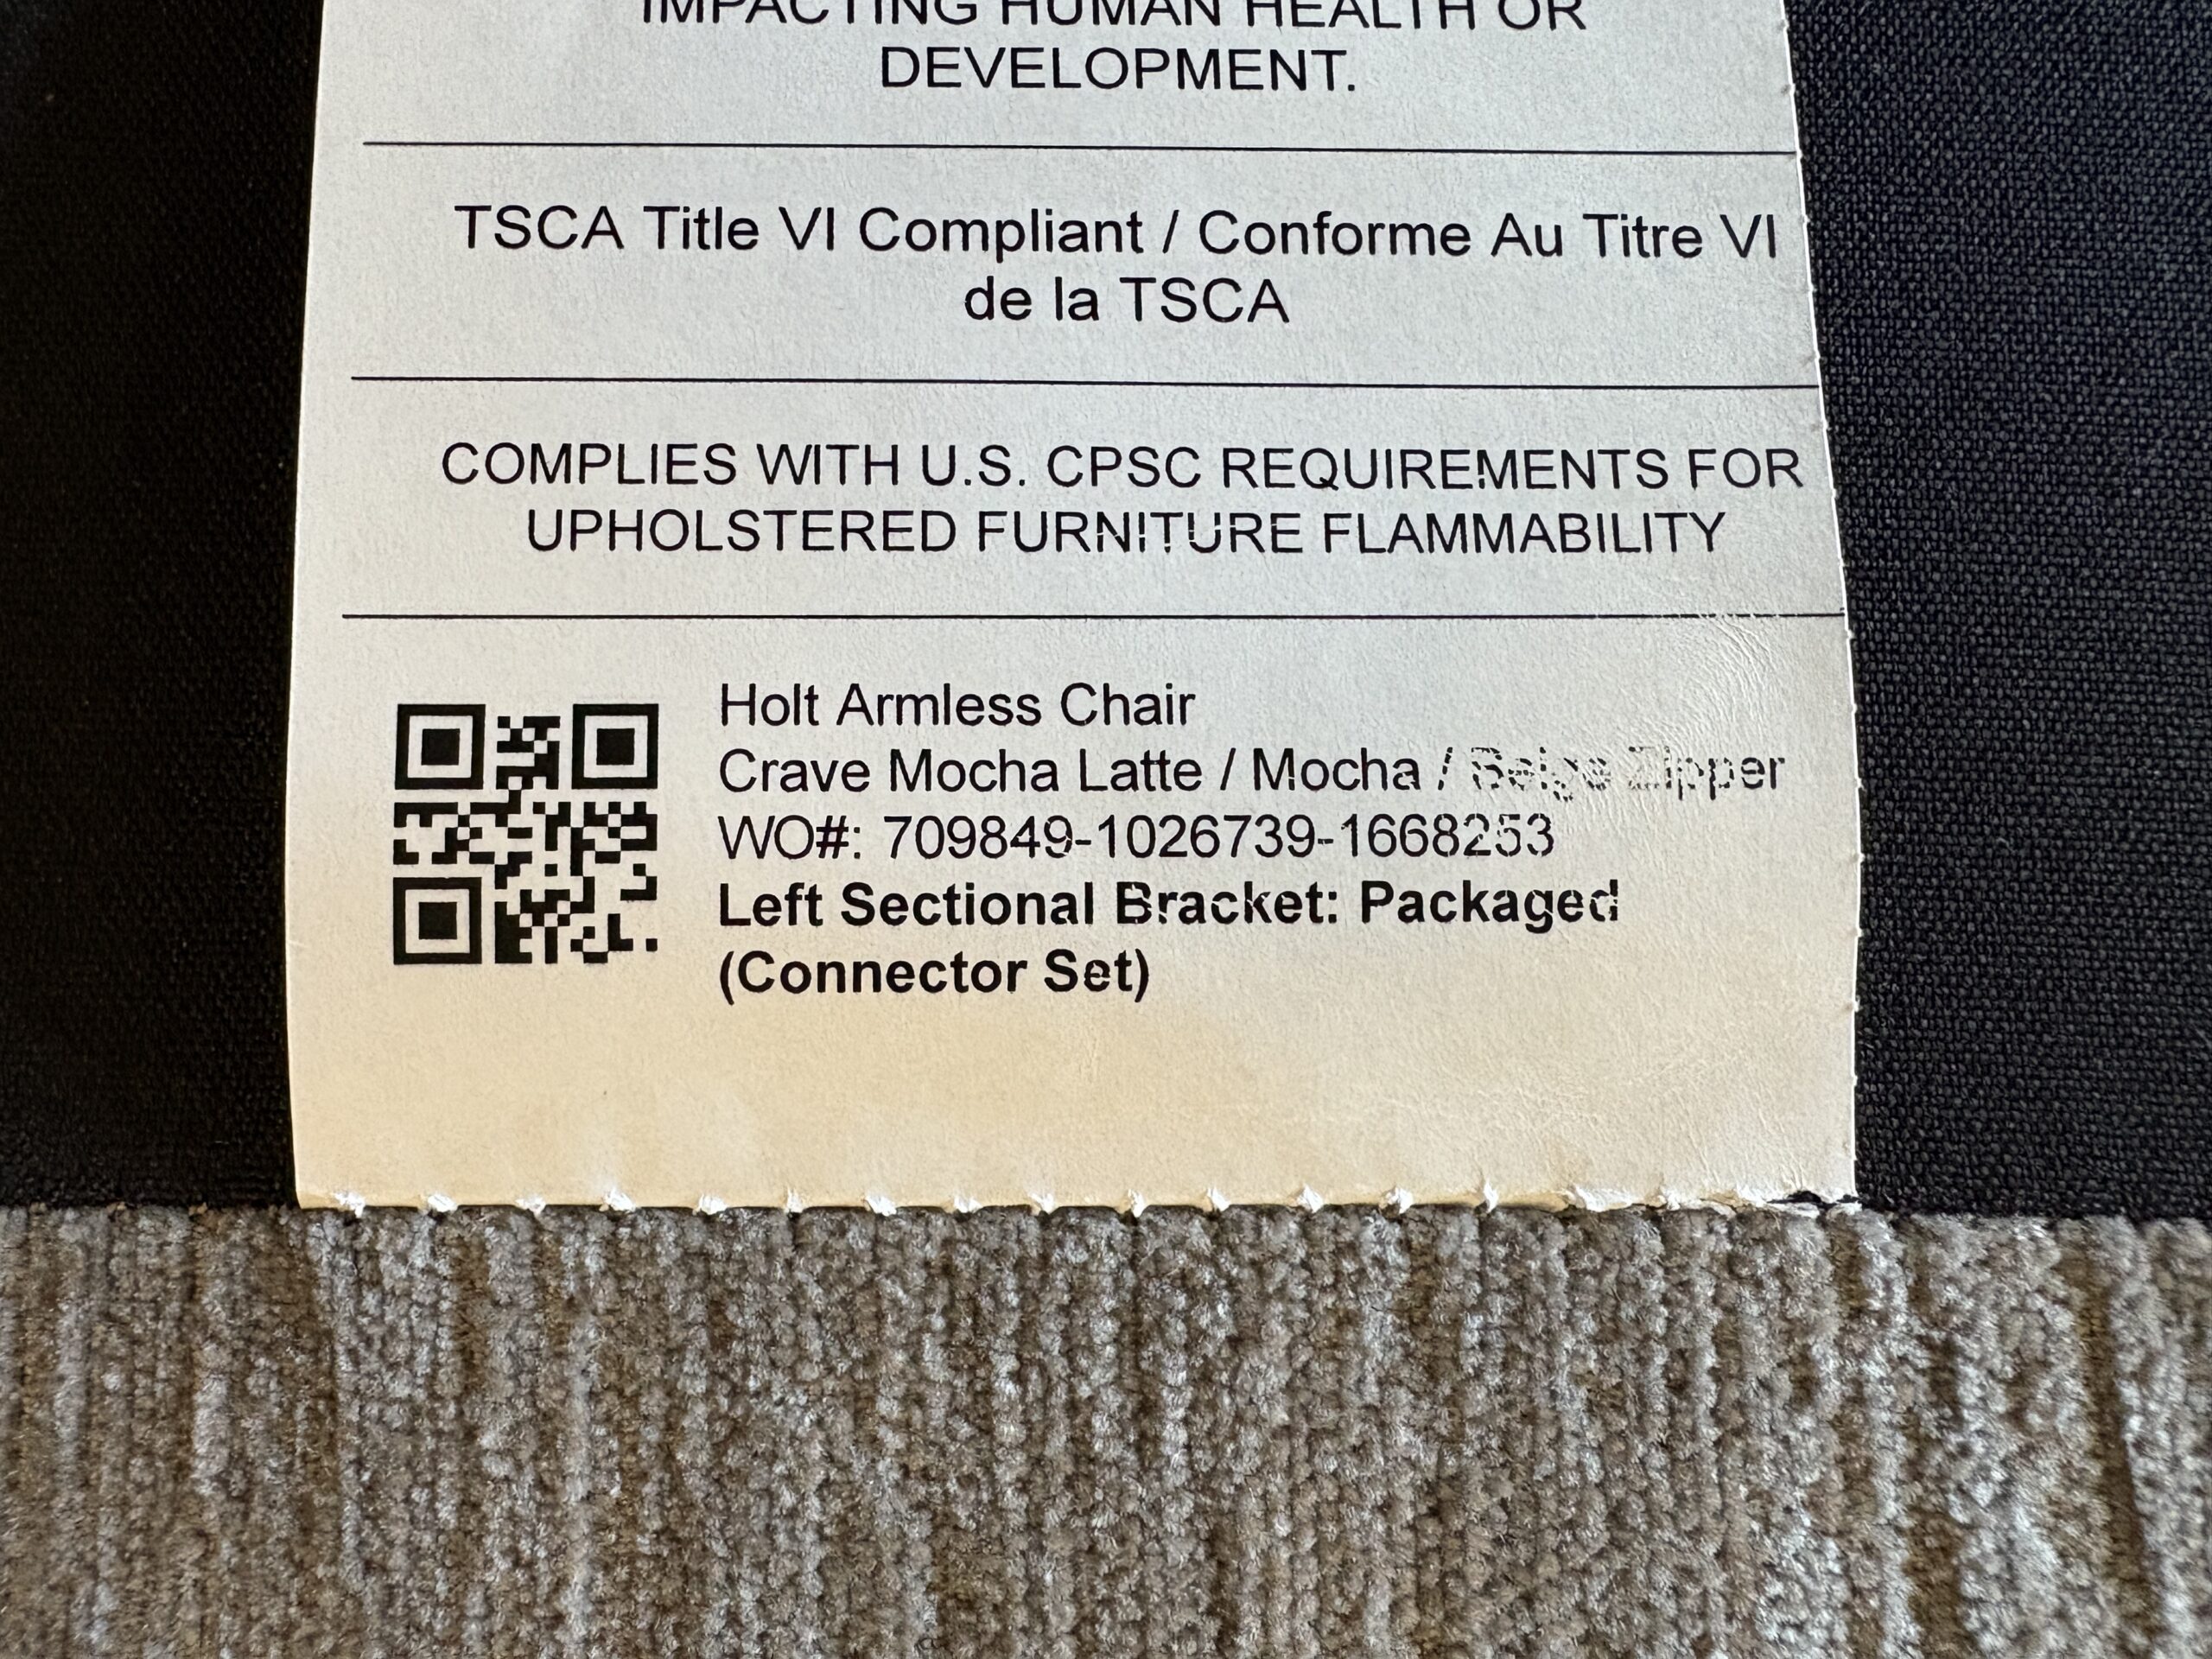 IMPACTING HUMAN HEALTH OR
DEVELOPMENT.
TSCA Title VI Compliant / Conforme Au Titre VI
de la TSCA
COMPLIES WITH U.S. CPSC REQUIREMENTS FOR
UPHOLSTERED FURNITURE FLAMMABILITY
Holt Armless Chair
Crave Mocha Latte / Mocha / Beige Zipper
WO#: 709849-1026739-1668253
Left Sectional Bracket: Packaged
(Connector Set)